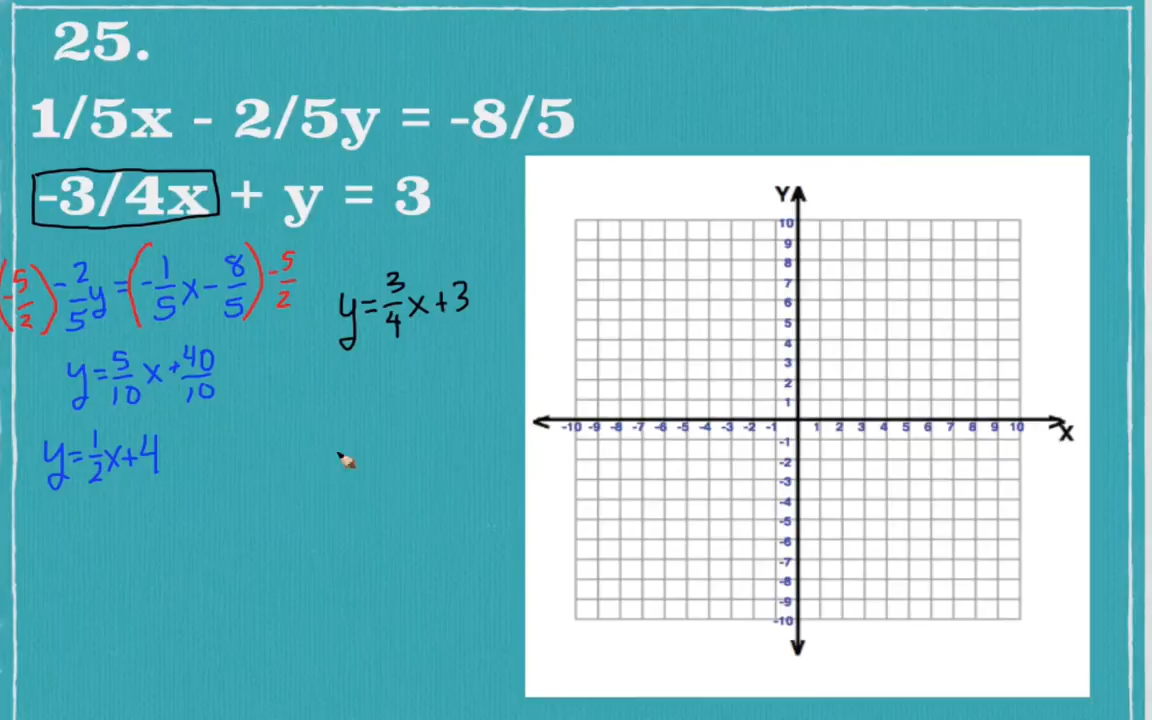 25.
1/5x - 2/5y = -8/5
-3/4x + y = 3
(-5/2) -2/5y = (-1/5x - 8/5) -5/2
y = 5/10x + 40/10
y = 1/2x + 4
y = 3/4x + 3
Y
10
9
8
7
6
5
4
3
2
1
-10 -9 -8 -7 -6 -5 -4 -3 -2 -1 1 2 3 4 5 6 7 8 9 10
X
-1
-2
-3
-4
-5
-6
-7
-8
-9
-10